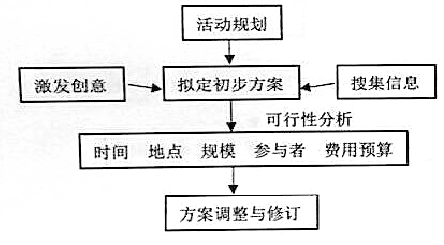 活动规划
激发创意 拟定初步方案 搜集信息
可行性分析
时间 地点 规模 参与者 费用预算
方案调整与修订